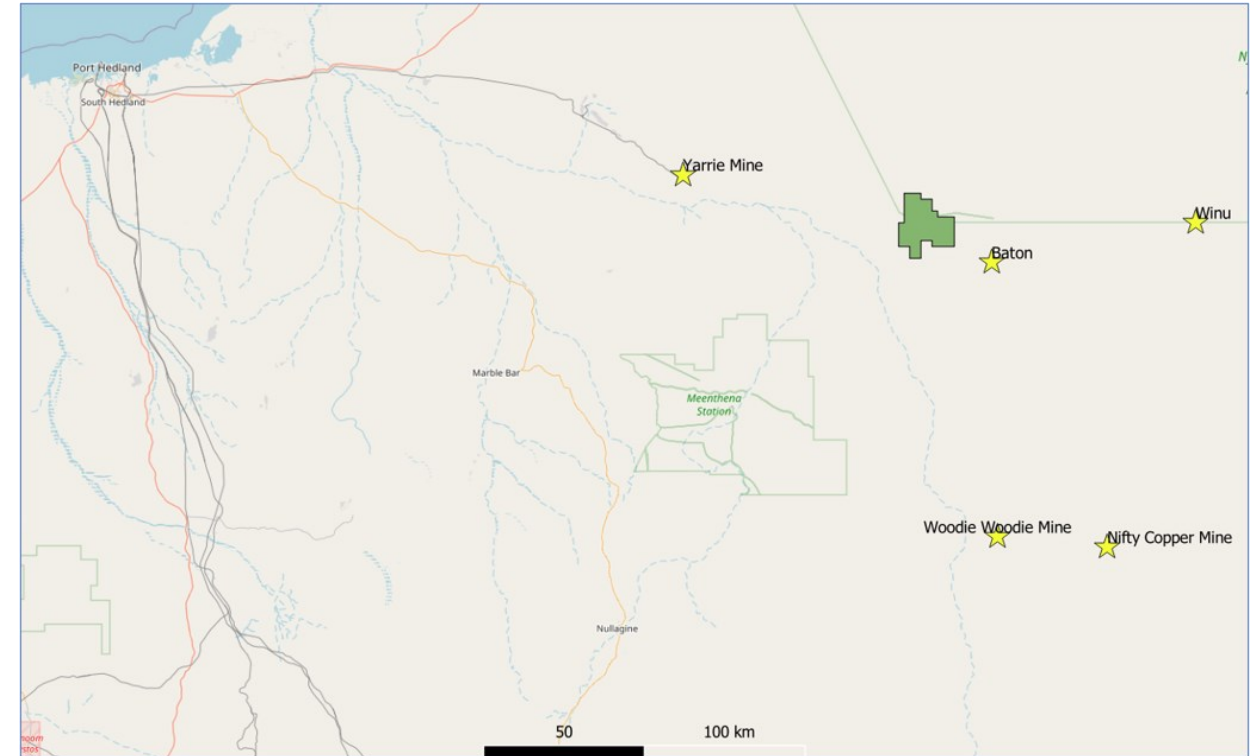 Port Hedland
South Hedland
Yarrie Mine
Winu
Baton
Marble Bar
Meenthena
Station
Woodie Woodie Mine
Nifty Copper Mine
Nullagine
50
100 km